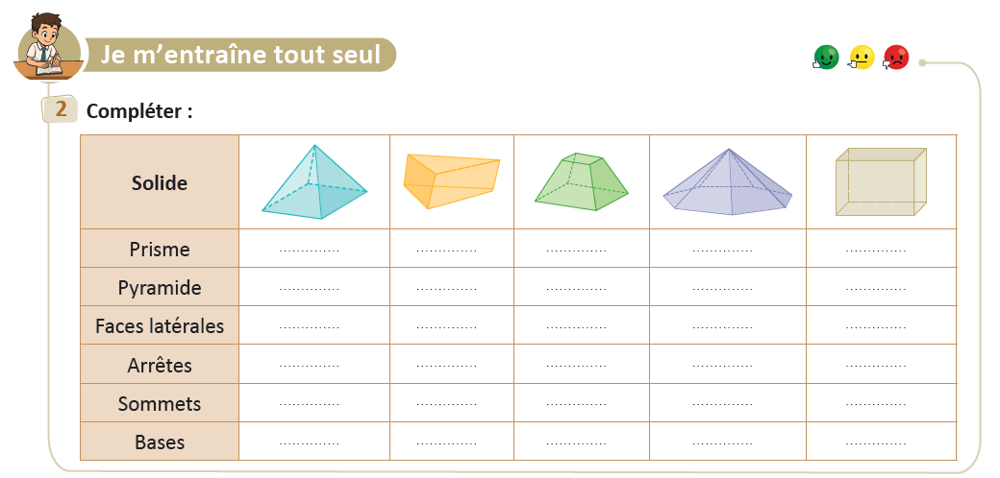 Je m’entraîne tout seul
2 Compléter :
Solide
Prisme ............. ............. ............. ............. .............
Pyramide ............. ............. ............. ............. .............
Faces latérales ............. ............. ............. ............. .............
Arrêtes ............. ............. ............. ............. .............
Sommets ............. ............. ............. ............. .............
Bases ............. ............. ............. ............. .............